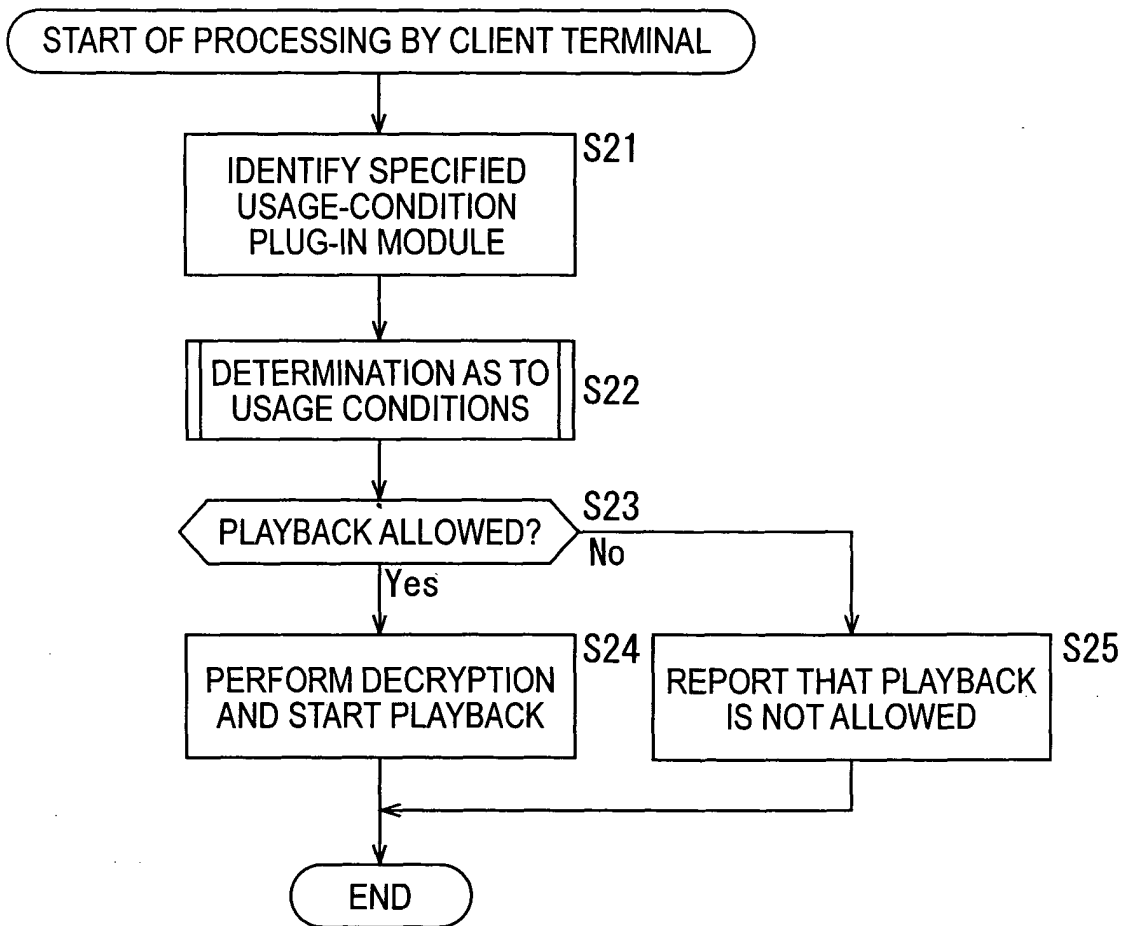 START OF PROCESSING BY CLIENT TERMINAL
S21
IDENTIFY SPECIFIED
USAGE-CONDITION
PLUG-IN MODULE
DETERMINATION AS TO
USAGE CONDITIONS
S22
PLAYBACK ALLOWED?
S23
No
Yes
PERFORM DECRYPTION
AND START PLAYBACK
S24
REPORT THAT PLAYBACK
IS NOT ALLOWED
S25
END